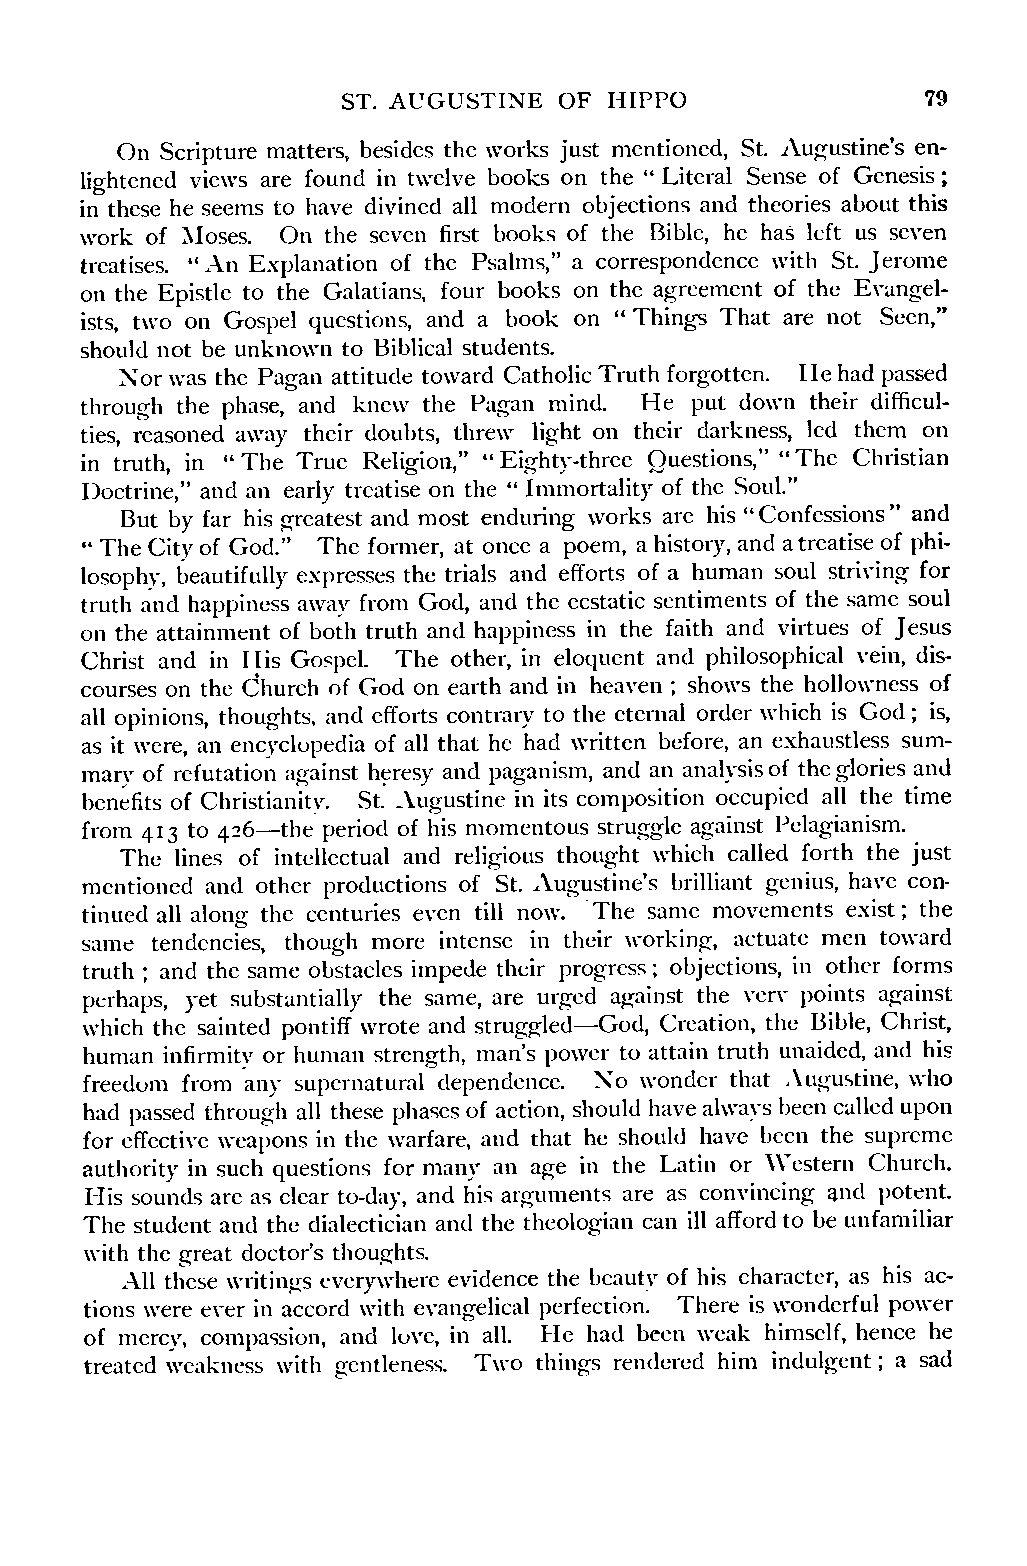 ST. AUGUSTINE OF HIPPO 79
On Scripture matters, besides the works just mentioned, St. Augustine's en-
lightened views are found in twelve books on the “Literal Sense of Genesis;
in these he seems to have divined all modern objections and theories about this
work of Moses. On the seven first books of the Bible, he has left us seven
treatises. “An Explanation of the Psalms,” a correspondence with St. Jerome
on the Epistle to the Galatians, four books on the agreement of the Evangel-
ists, two on Gospel questions, and a book on “Things That are not Seen,”
should not be unknown to Biblical students.
Nor was the Pagan attitude toward Catholic Truth forgotten. He had passed
through the phase, and knew the Pagan mind. He put down their difficul-
ties, reasoned away their doubts, threw light on their darkness, led them on
in truth, in “The True Religion,” “Eighty-three Questions,” “The Christian
Doctrine,” and an early treatise on the “Immortality of the Soul.”
But by far his greatest and most enduring works are his “Confessions” and
“The City of God.” The former, at once a poem, a history, and a treatise of phi-
losophy, beautifully expresses the trials and efforts of a human soul striving for
truth and happiness away from God, and the ecstatic sentiments of the same soul
on the attainment of both truth and happiness in the faith and virtues of Jesus
Christ and in His Gospel. The other, in eloquent and philosophical vein, dis-
courses on the Church of God on earth and in heaven; shows the hollowness of
all opinions, thoughts, and efforts contrary to the eternal order which is God; is,
as it were, an encyclopedia of all that he had written before, an exhaustless sum-
mary of refutation against heresy and paganism, and an analysis of the glories and
benefits of Christianity. St. Augustine in its composition occupied all the time
from 413 to 426—the period of his momentous struggle against Pelagianism.
The lines of intellectual and religious thought which called forth the just
mentioned and other productions of St. Augustine's brilliant genius, have con-
tinued all along the centuries even till now. The same movements exist; the
same tendencies, though more intense in their working, actuate men toward
truth; and the same obstacles impede their progress; objections, in other forms
perhaps, yet substantially the same, are urged against the very points against
which the sainted pontiff wrote and struggled—God, Creation, the Bible, Christ,
human infirmity or human strength, man's power to attain truth unaided, and his
freedom from any supernatural dependence. No wonder that Augustine, who
had passed through all these phases of action, should have always been called upon
for effective weapons in the warfare, and that he should have been the supreme
authority in such questions for many an age in the Latin or Western Church.
His sounds are as clear to-day, and his arguments are as convincing and potent.
The student and the dialectician and the theologian can ill afford to be unfamiliar
with the great doctor's thoughts.
All these writings everywhere evidence the beauty of his character, as his ac-
tions were ever in accord with evangelical perfection. There is wonderful power
of mercy, compassion, and love, in all. He had been weak himself, hence he
treated weakness with gentleness. Two things rendered him indulgent; a sad